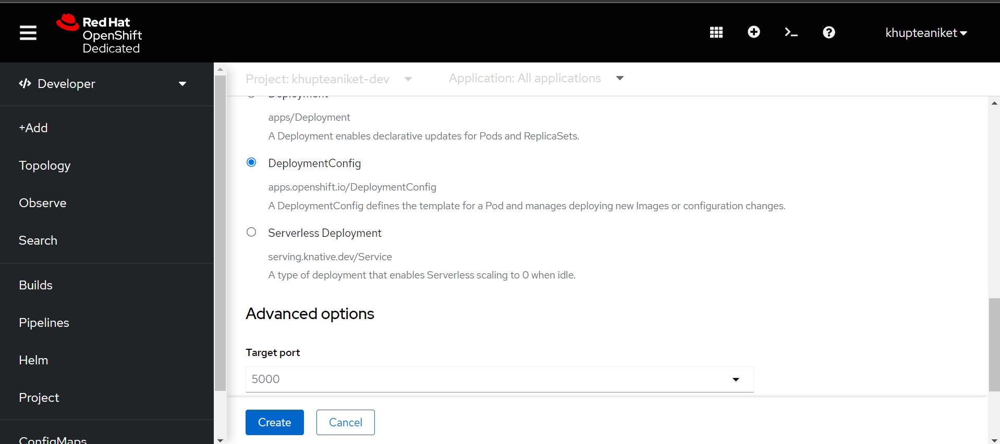 Red Hat
OpenShift
Dedicated
khupteaniket
Developer
+Add
Topology
Observe
Search
Builds
Pipelines
Helm
Project
ConfigMaps
Project: khupteaniket-dev
Application: All applications
Deployment
apps/Deployment
A Deployment enables declarative updates for Pods and ReplicaSets.
DeploymentConfig
apps.openshift.io/DeploymentConfig
A DeploymentConfig defines the template for a Pod and manages deploying new Images or configuration changes.
Serverless Deployment
serving.knative.dev/Service
A type of deployment that enables Serverless scaling to 0 when idle.
Advanced options
Target port
5000
Create
Cancel